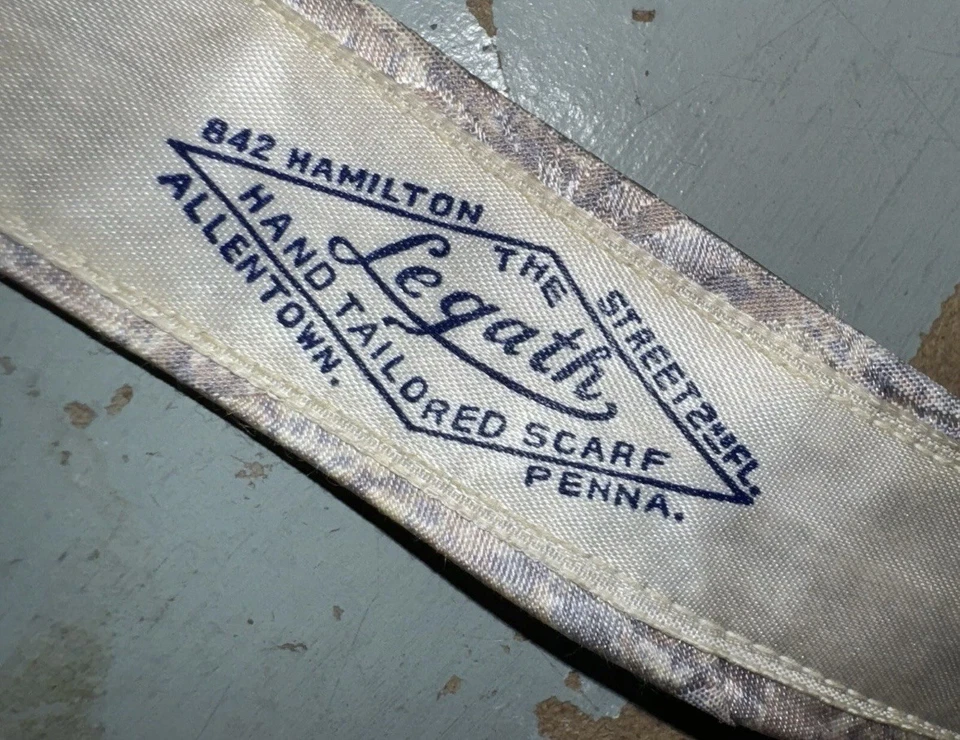 842 HAMILTON STREET 2ND FL.
THE
Legath
HAND TAILORED SCARF
ALLENTOWN. PENNA.